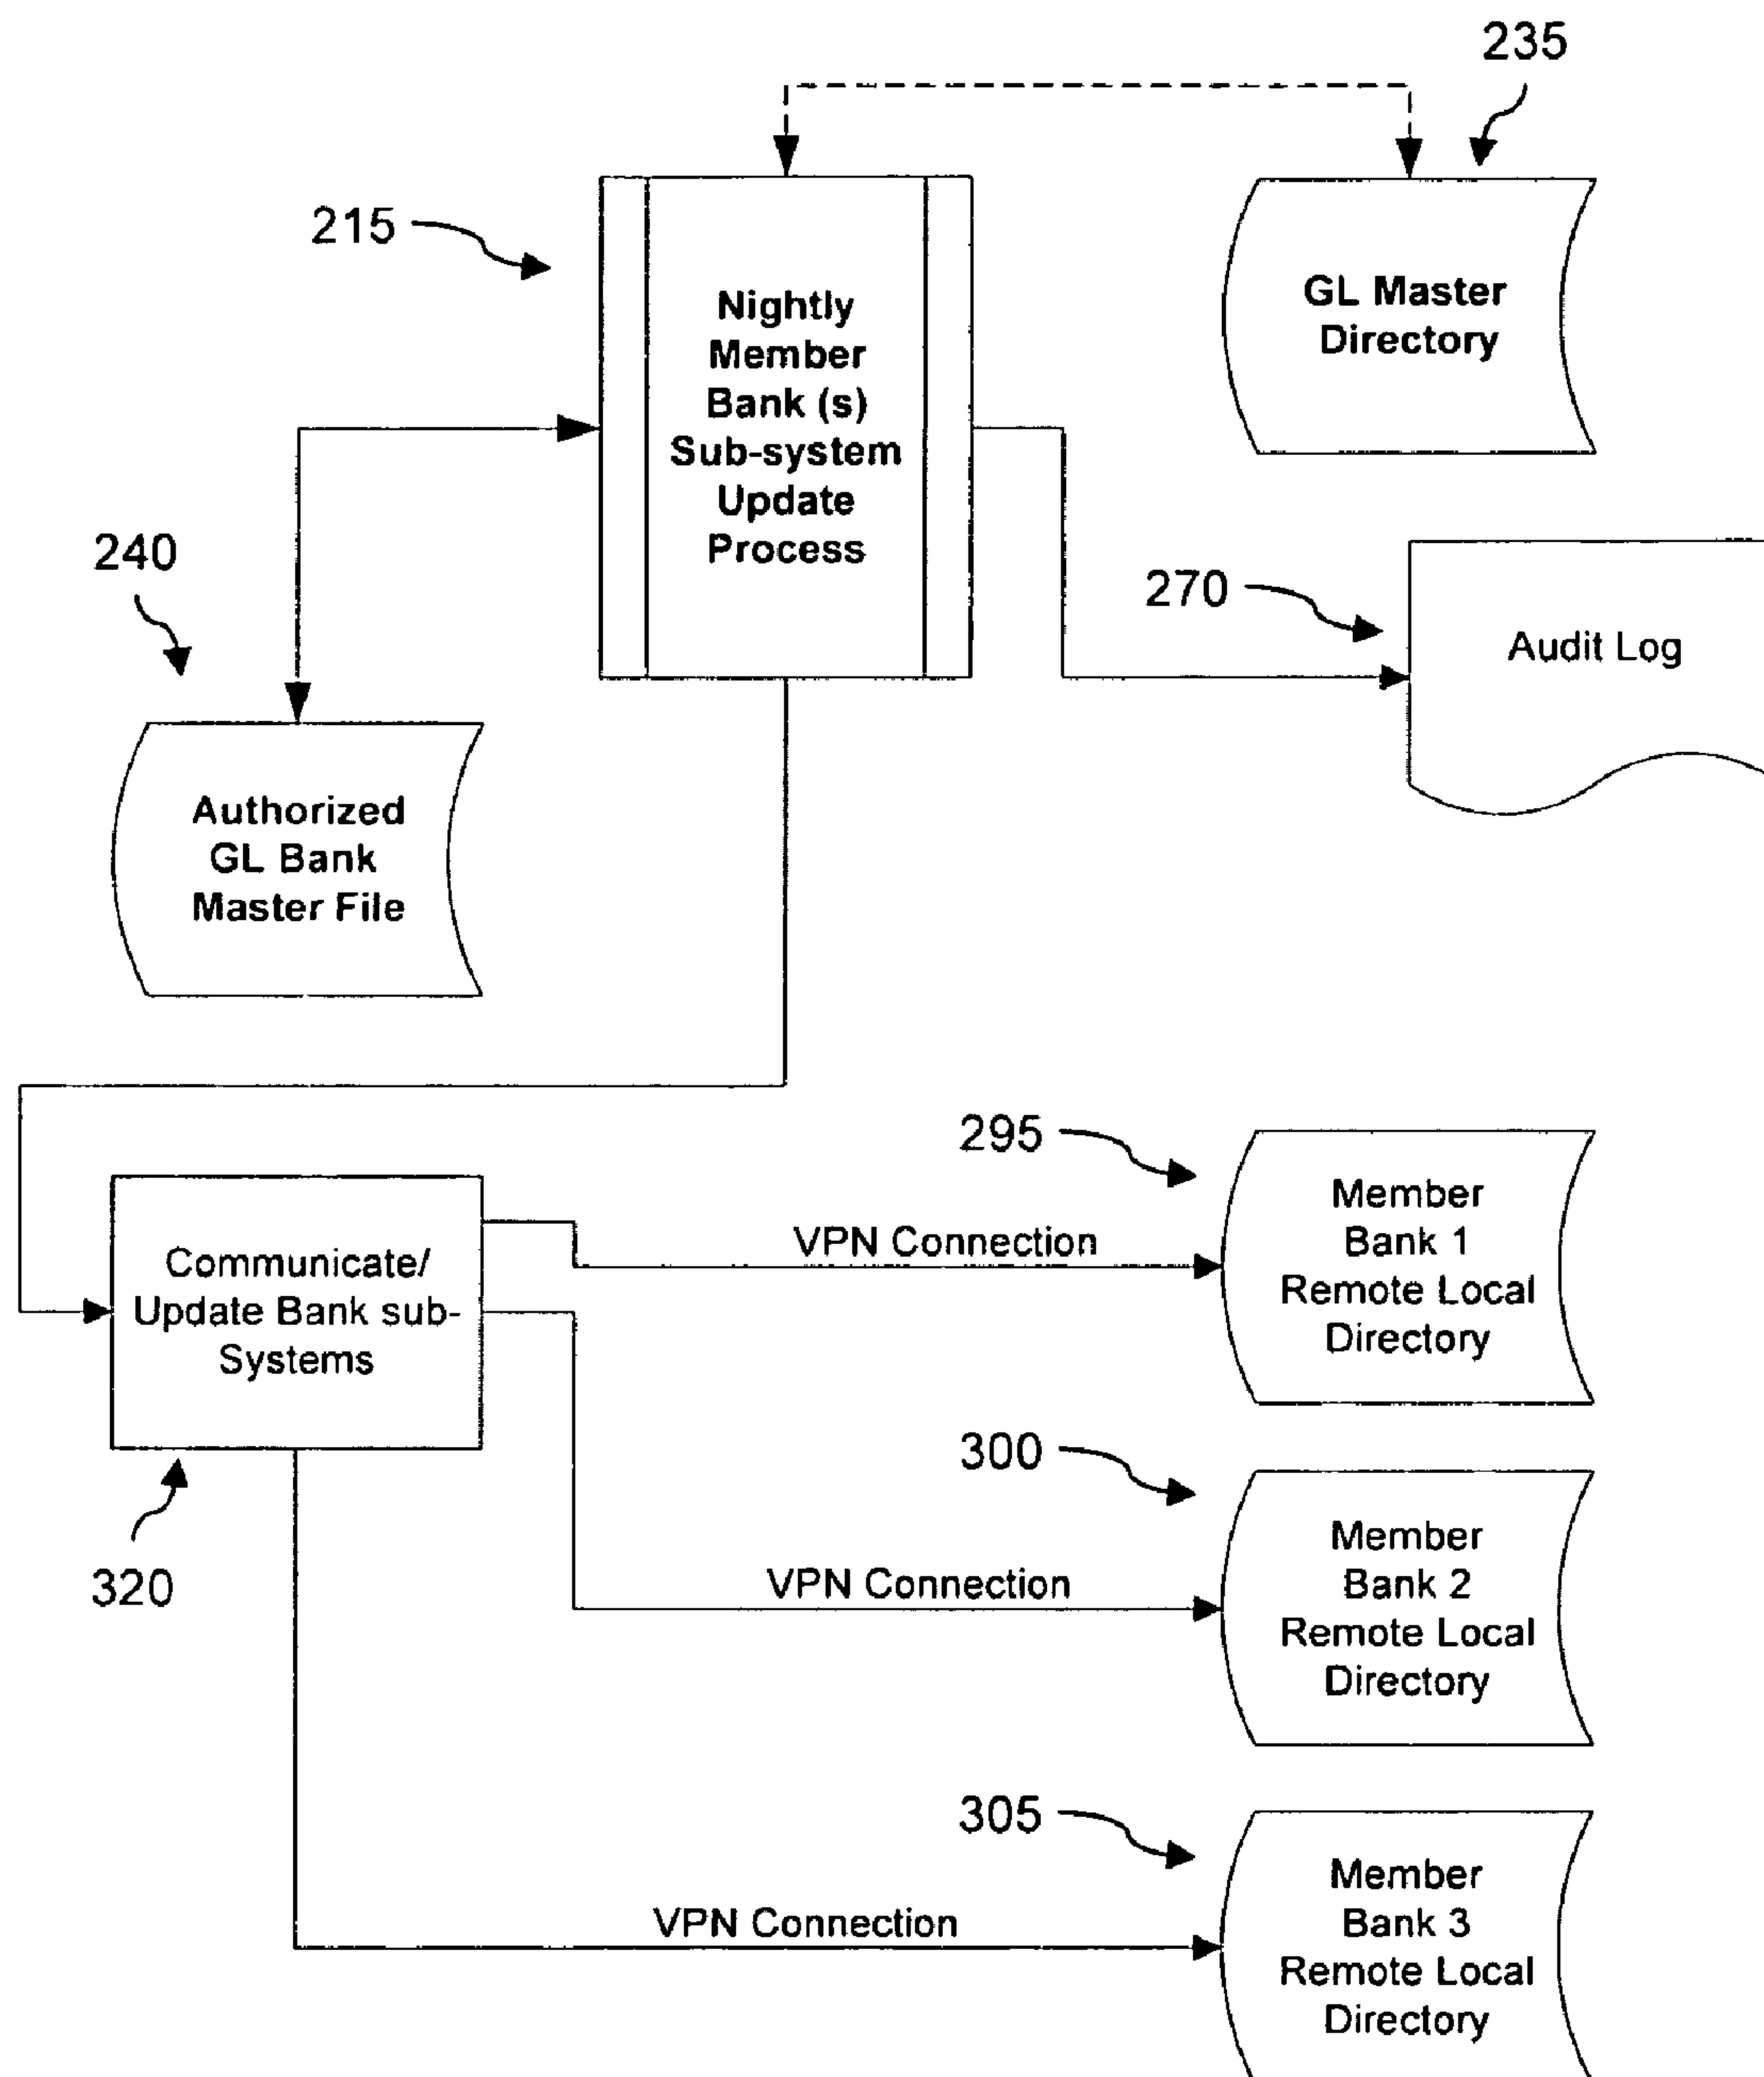 235
215
Nightly
Member
Bank (s)
Sub-system
Update
Process
GL Master
Directory
240
270
Audit Log
Authorized
GL Bank
Master File
295
Member
Bank 1
Remote Local
Directory
VPN Connection
Communicate/
Update Bank sub-
Systems
300
Member
Bank 2
Remote Local
Directory
VPN Connection
320
305
Member
Bank 3
Remote Local
Directory
VPN Connection